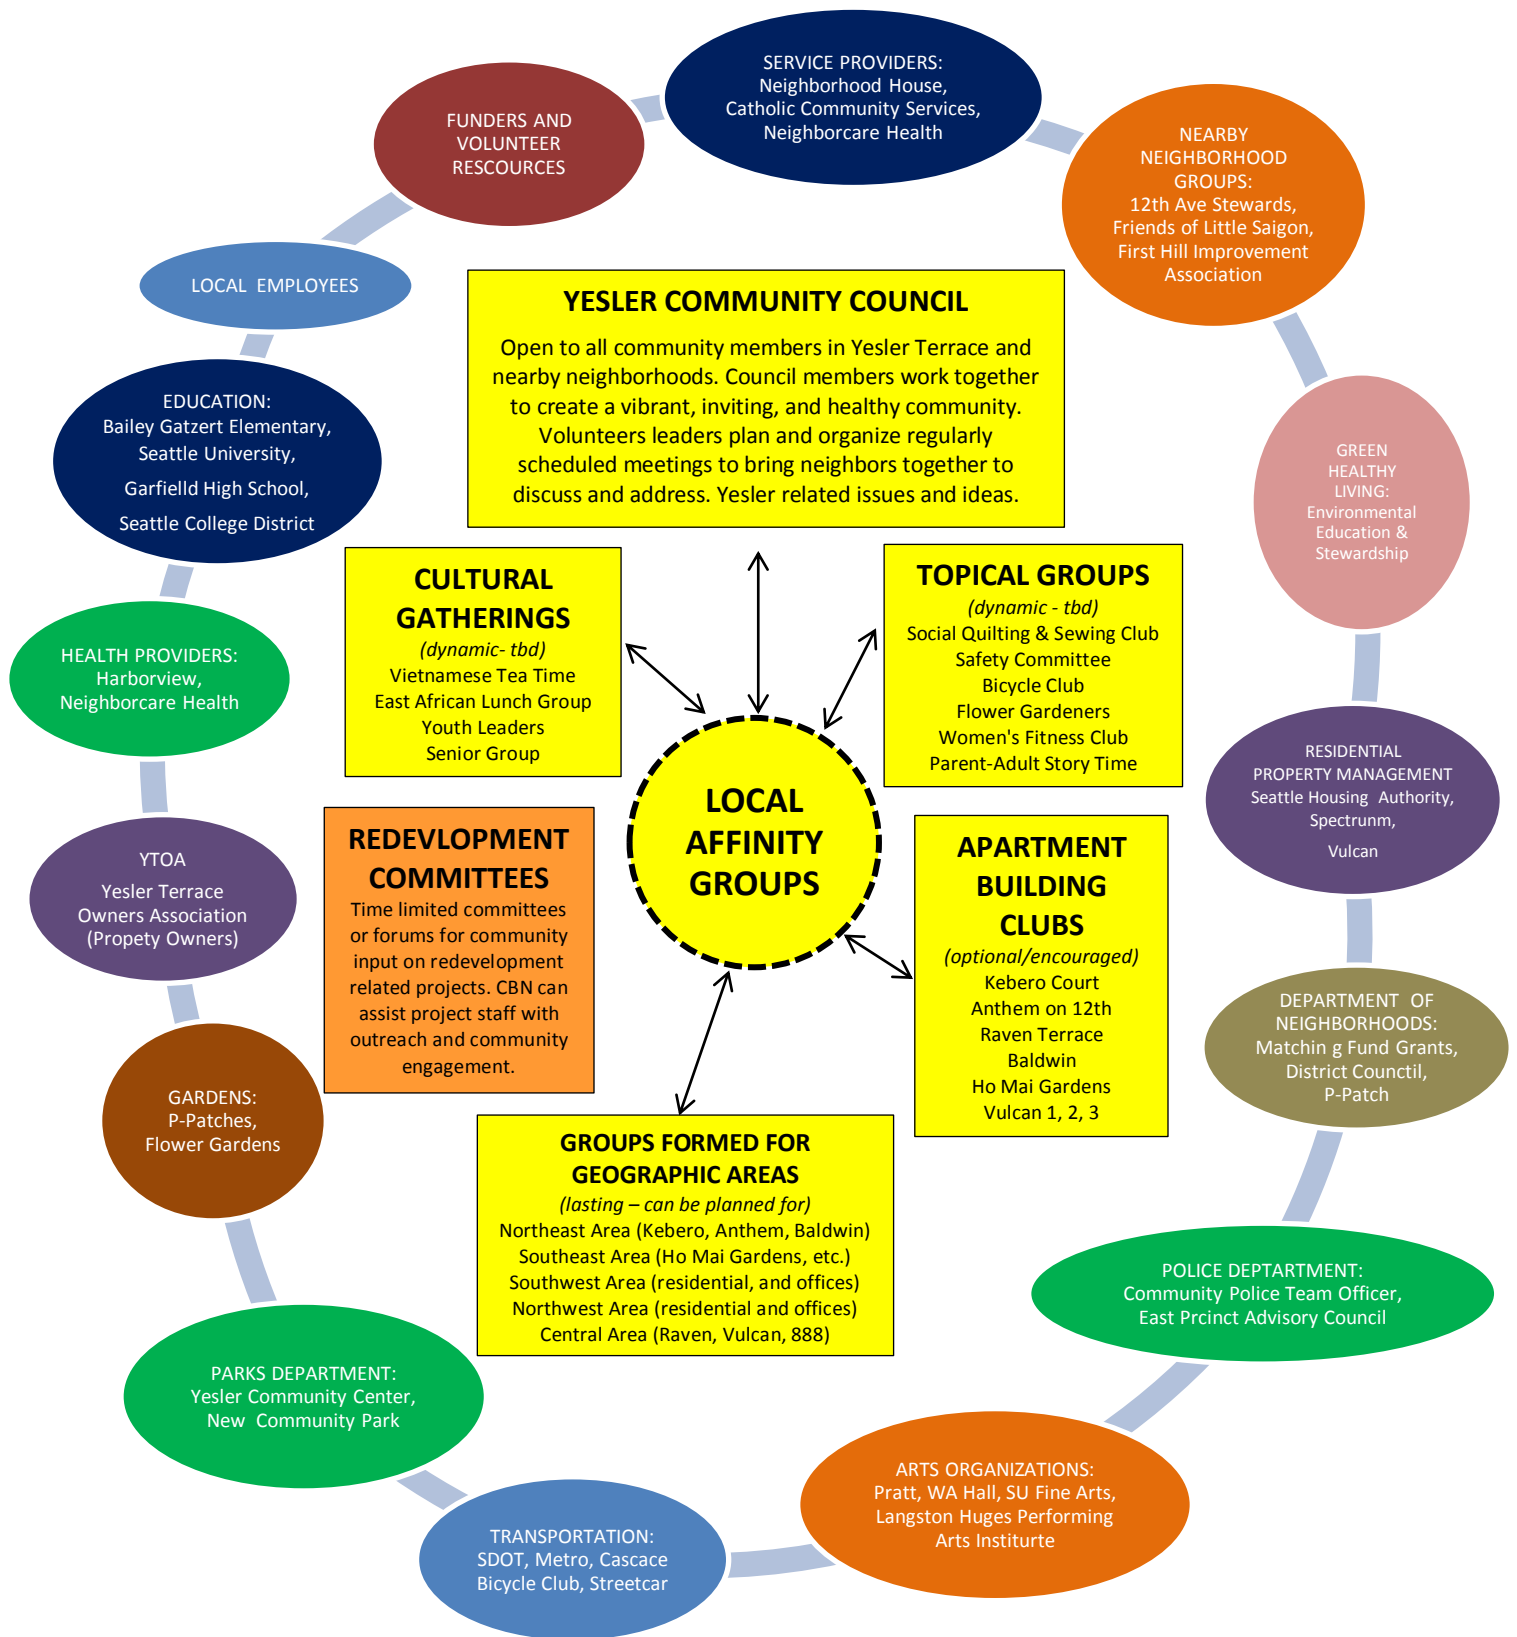 SERVICE PROVIDERS:
Neighborhood House,
Catholic Community Services,
Neighborcare Health
FUNDERS AND
VOLUNTEER
RESCOURCES
NEARBY
NEIGHBORHOOD
GROUPS:
12th Ave Stewards,
Friends of Little Saigon,
First Hill Improvement
Association
LOCAL EMPLOYEES
YESLER COMMUNITY COUNCIL
Open to all community members in Yesler Terrace and
nearby neighborhoods. Council members work together
to create a vibrant, inviting, and healthy community.
Volunteers leaders plan and organize regularly
scheduled meetings to bring neighbors together to
discuss and address. Yesler related issues and ideas.
EDUCATION:
Bailey Gatzert Elementary,
Seattle University,
Garfielld High School,
Seattle College District
GREEN
HEALTHY
LIVING:
Environmental
Education &
Stewardship
CULTURAL
GATHERINGS
(dynamic- tbd)
Vietnamese Tea Time
East African Lunch Group
Youth Leaders
Senior Group
TOPICAL GROUPS
(dynamic - tbd)
Social Quilting & Sewing Club
Safety Committee
Bicycle Club
Flower Gardeners
Women's Fitness Club
Parent-Adult Story Time
HEALTH PROVIDERS:
Harborview,
Neighborcare Health
RESIDENTIAL
PROPERTY MANAGEMENT
Seattle Housing Authority,
Spectrunm,
Vulcan
LOCAL
AFFINITY
GROUPS
REDEVLOPMENT
COMMITTEES
Time limited committees
or forums for community
input on redevelopment
related projects. CBN can
assist project staff with
outreach and community
engagement.
APARTMENT
BUILDING
CLUBS
(optional/encouraged)
Kebero Court
Anthem on 12th
Raven Terrace
Baldwin
Ho Mai Gardens
Vulcan 1, 2, 3
YTOA
Yesler Terrace
Owners Association
(Propety Owners)
DEPARTMENT OF
NEIGHBORHOODS:
Matchin g Fund Grants,
District Counctil,
P-Patch
GARDENS:
P-Patches,
Flower Gardens
GROUPS FORMED FOR
GEOGRAPHIC AREAS
(lasting – can be planned for)
Northeast Area (Kebero, Anthem, Baldwin)
Southeast Area (Ho Mai Gardens, etc.)
Southwest Area (residential, and offices)
Northwest Area (residential and offices)
Central Area (Raven, Vulcan, 888)
POLICE DEPTARTMENT:
Community Police Team Officer,
East Prcinct Advisory Council
PARKS DEPARTMENT:
Yesler Community Center,
New Community Park
ARTS ORGANIZATIONS:
Pratt, WA Hall, SU Fine Arts,
Langston Huges Performing
Arts Institurte
TRANSPORTATION:
SDOT, Metro, Cascace
Bicycle Club, Streetcar